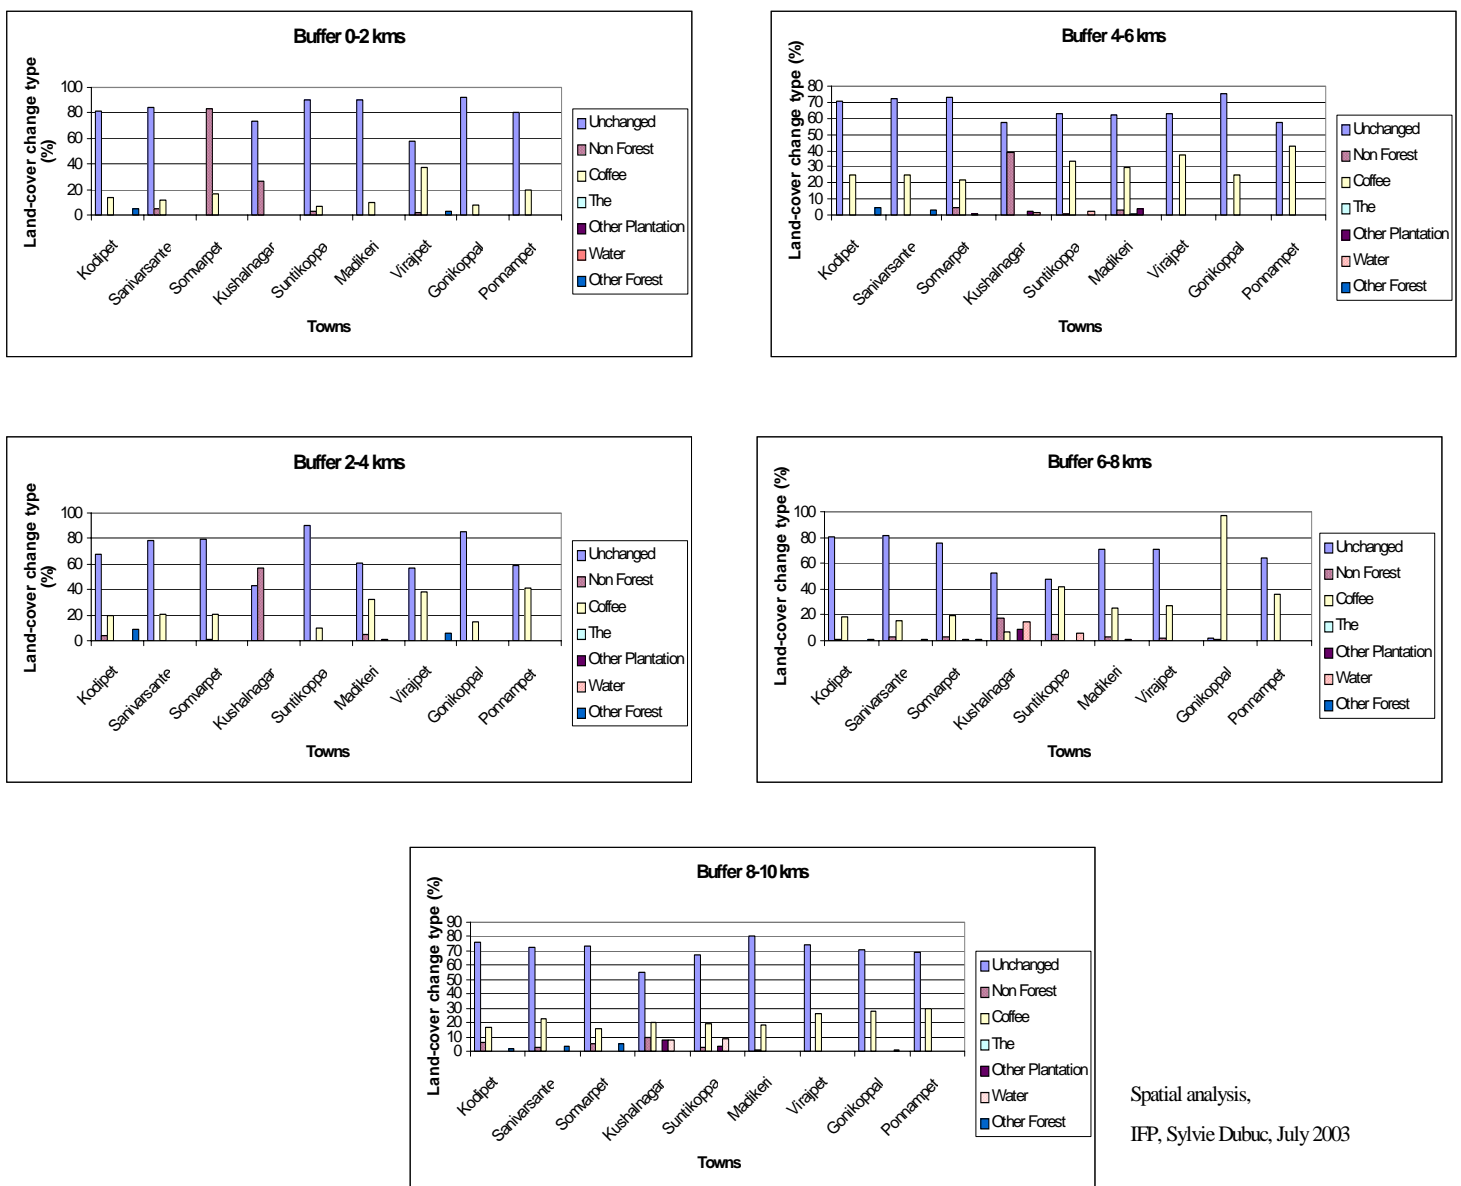 Buffer 0-2 kms
Land-cover change type
(%)
100
80
60
40
20
0
Kodipet
Sanivarsante
Somvarpet
Kushalnagar
Suntikoppa
Madikeri
Virajpet
Gonikoppal
Ponnampet
Towns
Unchanged
Non Forest
Coffee
The
Other Plantation
Water
Other Forest
Buffer 4-6 kms
Land-cover change type (%)
80
70
60
50
40
30
20
10
0
Kodipet
Sanivarsante
Somvarpet
Kushalnagar
Suntikoppa
Madikeri
Virajpet
Gonikoppal
Ponnampet
Towns
Unchanged
Non Forest
Coffee
The
Other Plantation
Water
Other Forest
Buffer 2-4 kms
Land-cover change type
(%)
100
80
60
40
20
0
Kodipet
Sanivarsante
Somvarpet
Kushalnagar
Suntikoppa
Madikeri
Virajpet
Gonikoppal
Ponnampet
Towns
Unchanged
Non Forest
Coffee
The
Other Plantation
Water
Other Forest
Buffer 6-8 kms
Land-cover change type (%)
100
80
60
40
20
0
Kodipet
Sanivarsante
Somvarpet
Kushalnagar
Suntikoppa
Madikeri
Virajpet
Gonikoppal
Ponnampet
Towns
Unchanged
Non Forest
Coffee
The
Other Plantation
Water
Other Forest
Buffer 8-10 kms
Land-cover change type (%)
90
80
70
60
50
40
30
20
10
0
Kodipet
Sanivarsante
Somvarpet
Kushalnagar
Suntikoppa
Madikeri
Virajpet
Gonikoppal
Ponnampet
Towns
Unchanged
Non Forest
Coffee
The
Other Plantation
Water
Other Forest
Spatial analysis,
IFP, Sylvie Dubuc, July 2003